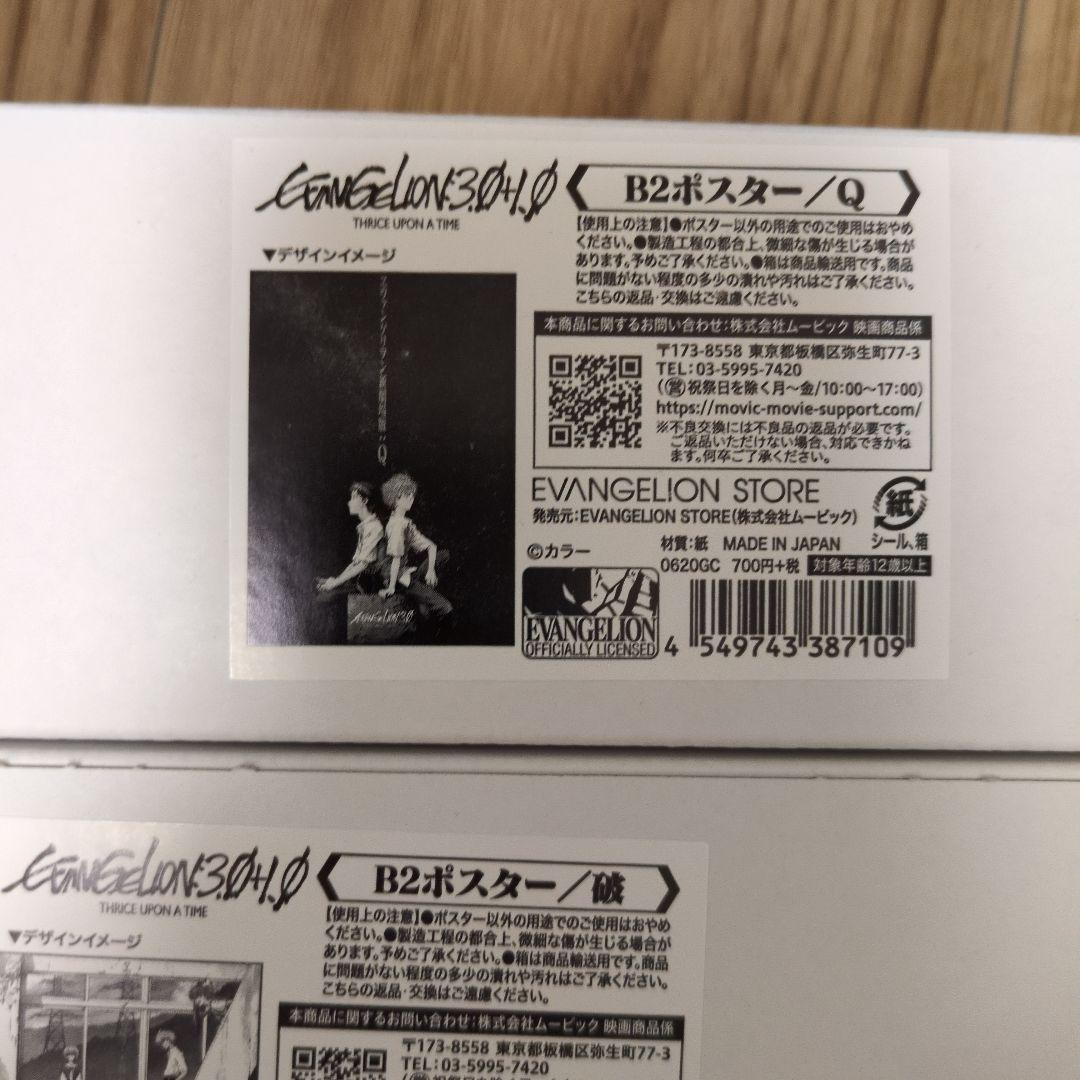 EVANGELION:3.0+1.0
THRICE UPON A TIME
B2ポスター/Q
▼デザインイメージ
【使用上の注意】●ポスター以外の用途でのご使用はおやめ
ください。●製造工程の都合上、微細な傷が生じる場合が
あります。予めご了承ください。●箱は商品輸送用です。商品
に問題がない程度の多少の潰れや汚れはご了承ください。
こちらの返品・交換はご遠慮ください。
本商品に関するお問い合わせ:株式会社ムービック 映画商品係
〒173-8558 東京都板橋区弥生町77-3
TEL:03-5995-7420
(営)祝祭日を除く月~金/10:00~17:00)
https://movic-movie-support.com/
※不良交換には不良品の返品が必要です。
ご返品いただけない場合、対応できかね
ます。何卒ご了承ください。
ヱヴァンゲリヲン新劇場版:Q
EVANGELION:3.0
EVANGELION STORE
発売元:EVANGELION STORE(株式会社ムービック)
紙
シール、箱
©カラー
材質:紙 MADE IN JAPAN
0620GC 700円+税 対象年齢12歳以上
EVANGELION
OFFICIALLY LICENSED
4 549743 387109
EVANGELION:3.0+1.0
THRICE UPON A TIME
B2ポスター/破
▼デザインイメージ
【使用上の注意】●ポスター以外の用途でのご使用はおやめ
ください。●製造工程の都合上、微細な傷が生じる場合が
あります。予めご了承ください。●箱は商品輸送用です。商品
に問題がない程度の多少の潰れや汚れはご了承ください。
こちらの返品・交換はご遠慮ください。
本商品に関するお問い合わせ:株式会社ムービック 映画商品係
〒173-8558 東京都板橋区弥生町77-3
TEL:03-5995-7420